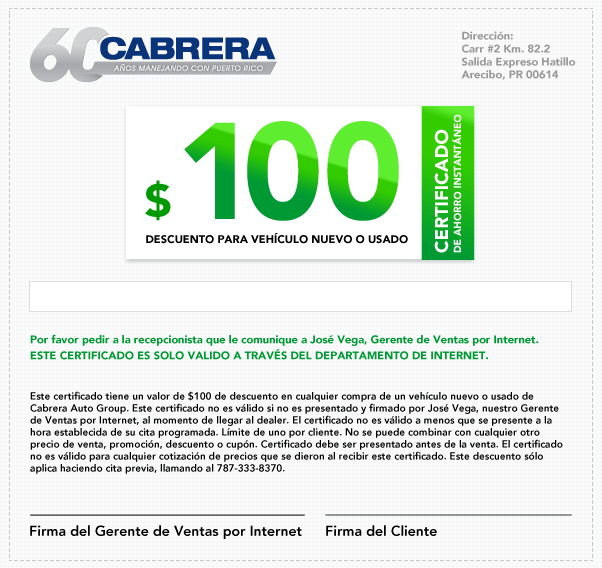 60 CABRERA
AÑOS MANEJANDO CON PUERTO RICO
Dirección:
Carr #2 Km. 82.2
Salida Expreso Hatillo
Arecibo, PR 00614
$ 100
DESCUENTO PARA VEHÍCULO NUEVO O USADO
CERTIFICADO
DE AHORRO INSTANTÁNEO
Por favor pedir a la recepcionista que le comunique a José Vega, Gerente de Ventas por Internet.
ESTE CERTIFICADO ES SOLO VALIDO A TRAVÉS DEL DEPARTAMENTO DE INTERNET.
Este certificado tiene un valor de $100 de descuento en cualquier compra de un vehículo nuevo o usado de
Cabrera Auto Group. Este certificado no es válido si no es presentado y firmado por José Vega, nuestro Gerente
de Ventas por Internet, al momento de llegar al dealer. El certificado no es válido a menos que se presente a la
hora establecida de su cita programada. Límite de uno por cliente. No se puede combinar con cualquier otro
precio de venta, promoción, descuento o cupón. Certificado debe ser presentado antes de la venta. El certificado
no es válido para cualquier cotización de precios que se dieron al recibir este certificado. Este descuento sólo
aplica haciendo cita previa, llamando al 787-333-8370.
Firma del Gerente de Ventas por Internet
Firma del Cliente